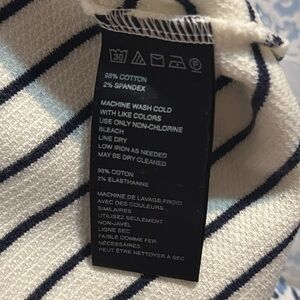 30
P
98% COTTON
2% SPANDEX
MACHINE WASH COLD
WITH LIKE COLORS
USE ONLY NON-CHLORINE
BLEACH
LINE DRY
LOW IRON AS NEEDED
MAY BE DRY CLEANED
98% COTON
2% ELASTHANNE
MACHINE DE LAVAGE FROID
AVEC DES COULEURS
SIMILAIRES
UTILISEZ SEULEMENT
NON-JAVEL
LIGNE SEC
FAIBLE COMME FER
NÉCESSAIRES
PEUT ÊTRE NETTOYER À SEC